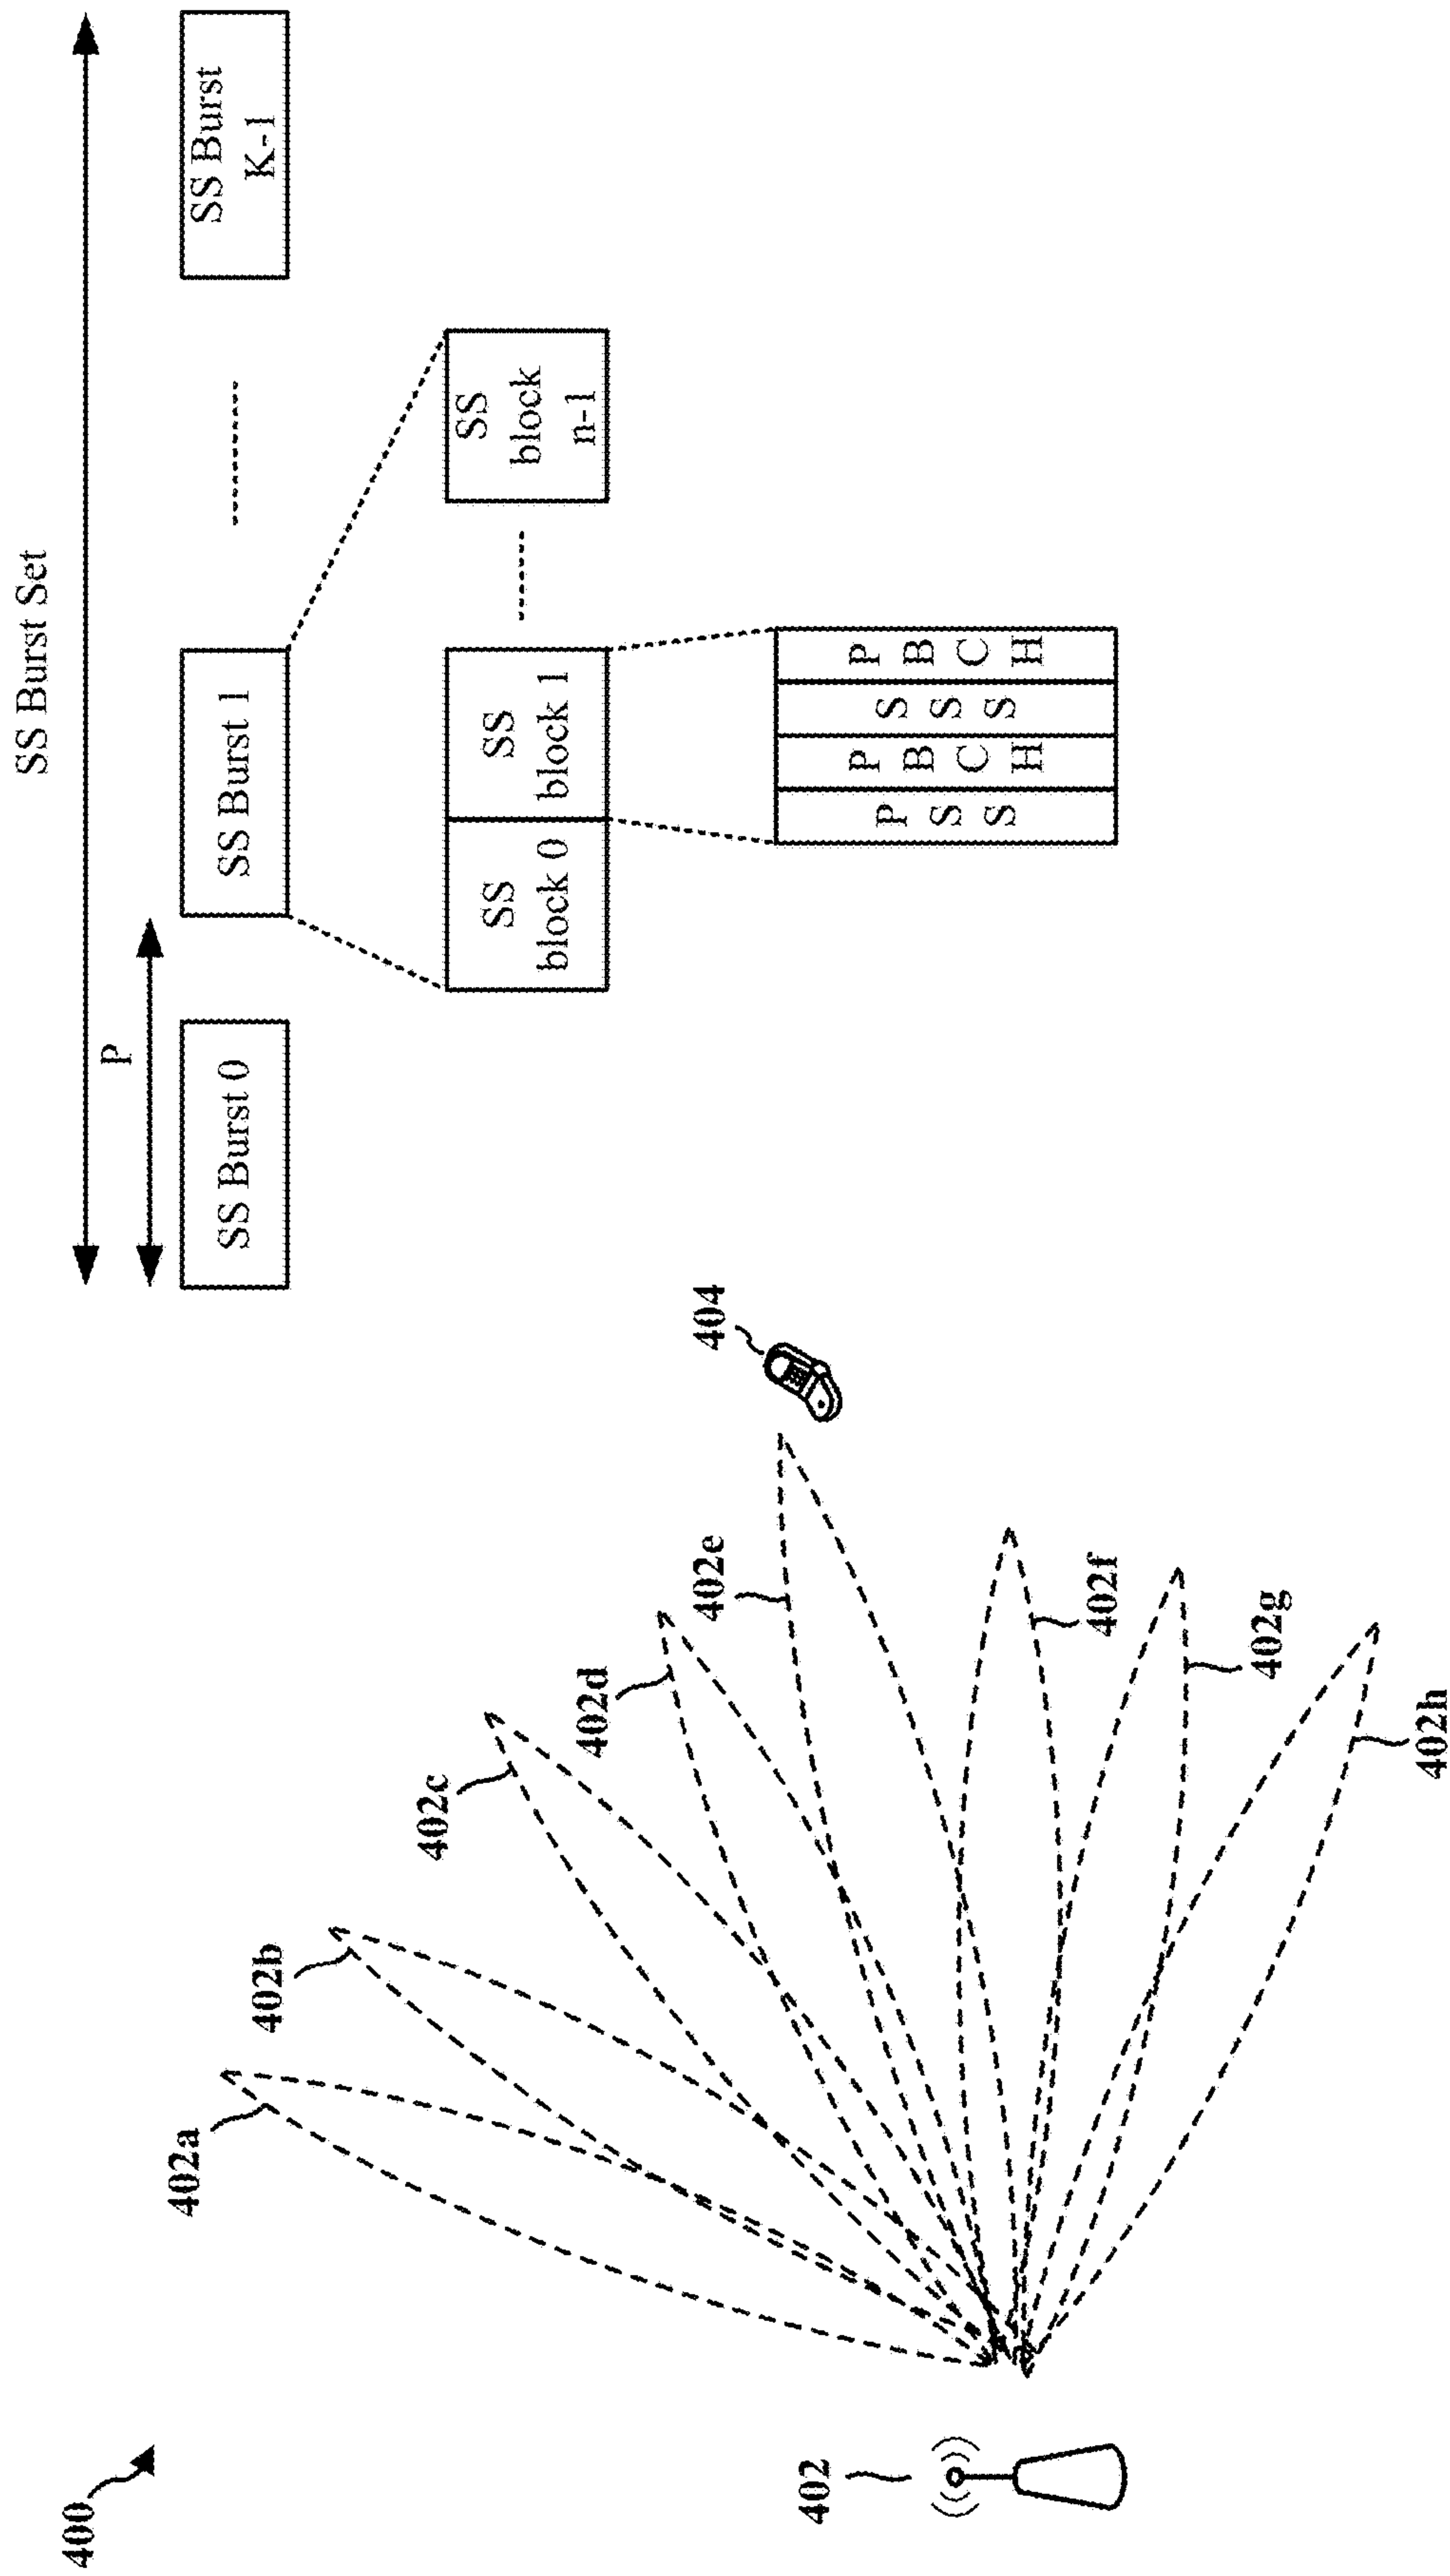 400
402
402a
402b
402c
402d
402e
402f
402g
402h
404
SS Burst Set
P
SS Burst 0
SS Burst 1
SS Burst
K-1
SS
block 0
SS
block 1
SS
block
n-1
P
S
S
P
B
C
H
S
S
S
P
B
C
H